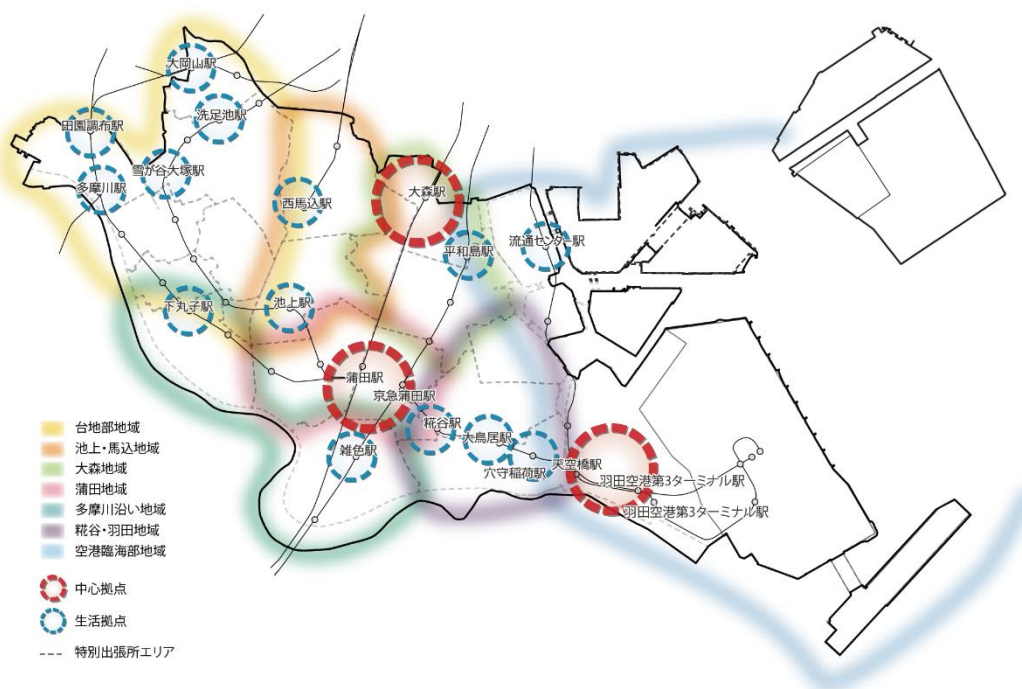 大岡山駅
洗足池駅
田園調布駅
雪が谷大塚駅
多摩川駅
西馬込駅
大森駅
平和島駅
流通センター駅
下丸子駅
池上駅
蒲田駅
京急蒲田駅
糀谷駅
大鳥居駅
雑色駅
穴守稲荷駅
天空橋駅
羽田空港第3ターミナル駅
羽田空港第3ターミナル駅
台地部地域
池上・馬込地域
大森地域
蒲田地域
多摩川沿い地域
糀谷・羽田地域
空港臨海部地域
中心拠点
生活拠点
特別出張所エリア